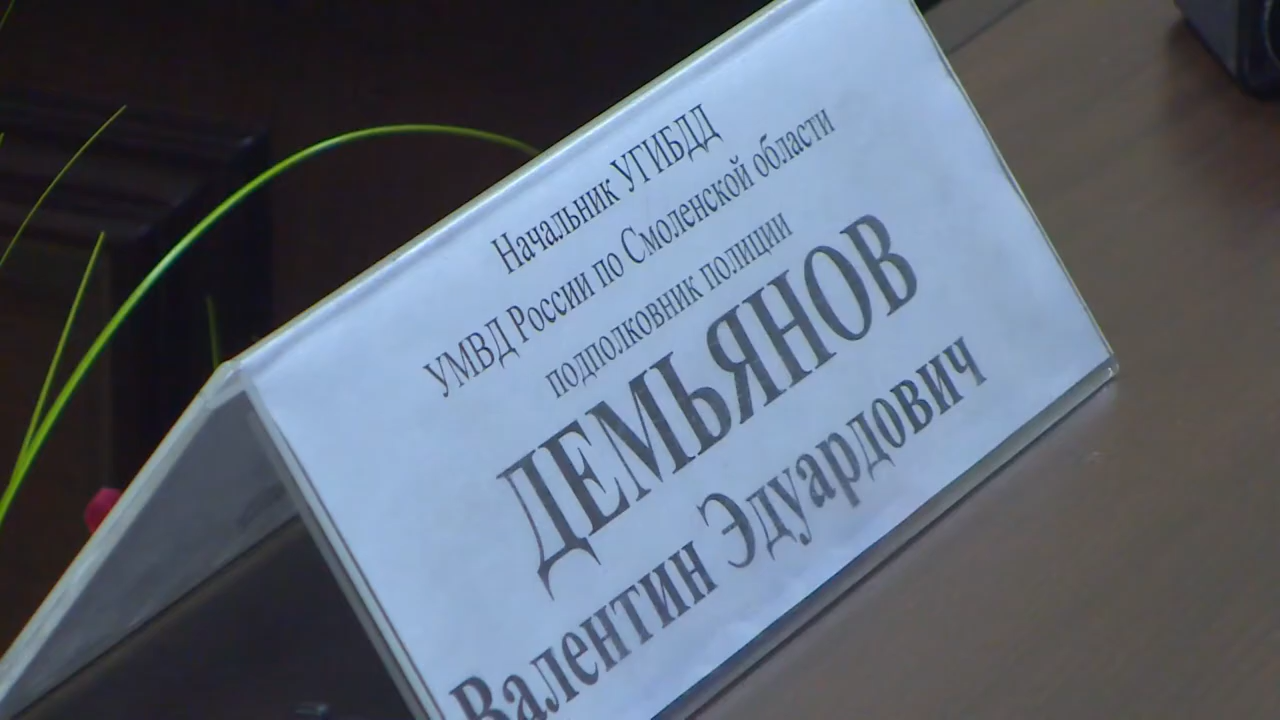 Начальник УГИБДД
УМВД России по Смоленской области
подполковник полиции
ДЕМЬЯНОВ
Валентин Эдуардович